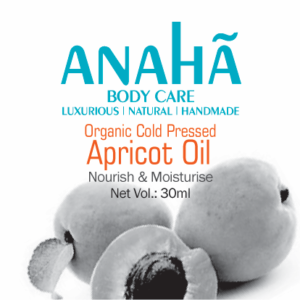 ANAHÃ
BODY CARE
LUXURIOUS | NATURAL | HANDMADE
Organic Cold Pressed
Apricot Oil
Nourish & Moisturise
Net Vol.: 30ml